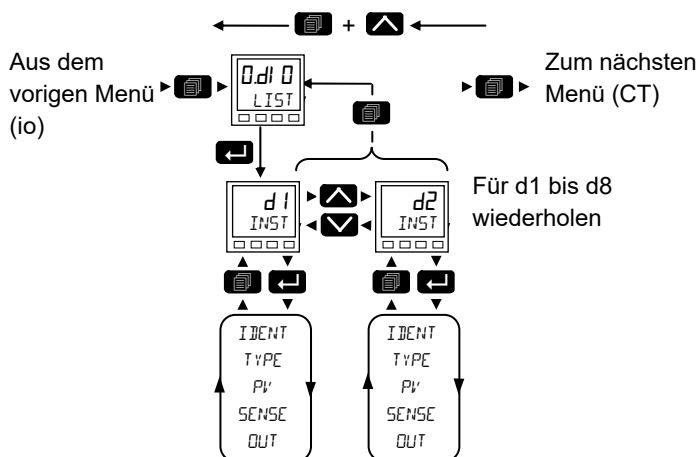 +
Aus dem
vorigen Menü
(io)
0.dI 0
LIST
Zum nächsten
Menü (CT)
d1
INST
d2
INST
Für d1 bis d8
wiederholen
IDENT
TYPE
PV
SENSE
OUT
IDENT
TYPE
PV
SENSE
OUT